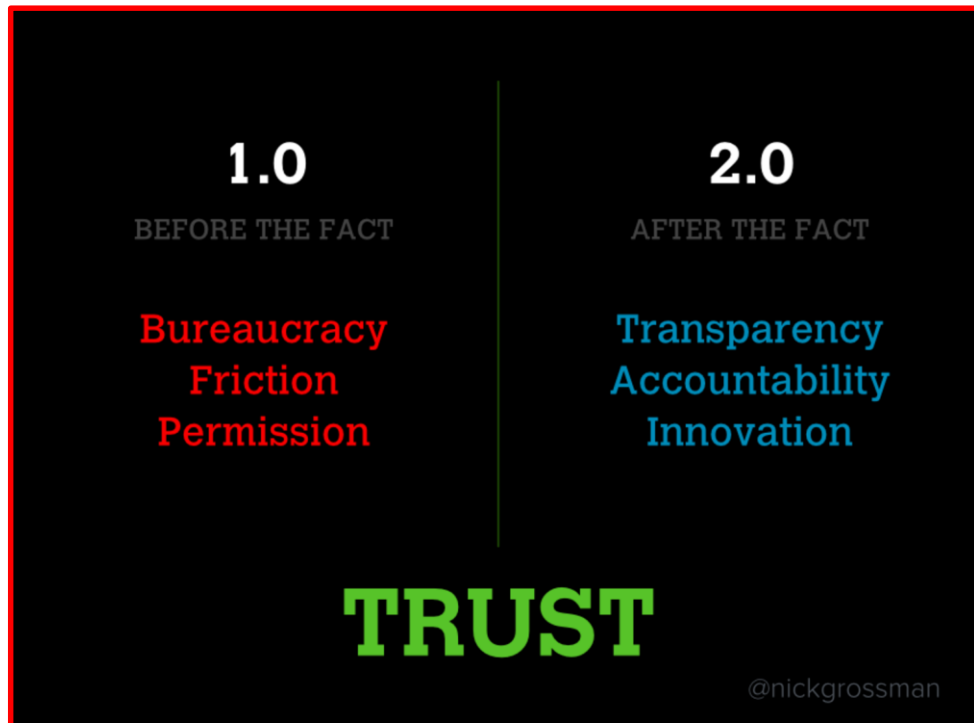 1.0
BEFORE THE FACT
Bureaucracy
Friction
Permission
2.0
AFTER THE FACT
Transparency
Accountability
Innovation
TRUST
@nickgrossman